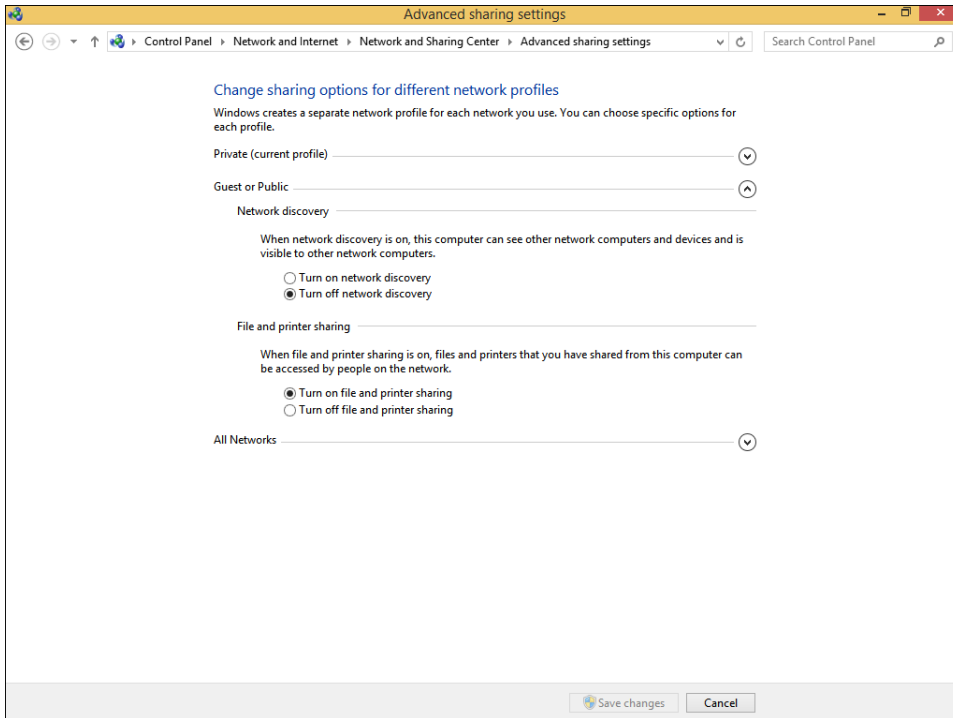 Advanced sharing settings
Control Panel Network and Internet Network and Sharing Center Advanced sharing settings
Search Control Panel
Change sharing options for different network profiles
Windows creates a separate network profile for each network you use. You can choose specific options for
each profile.
Private (current profile)
Guest or Public
Network discovery
When network discovery is on, this computer can see other network computers and devices and is
visible to other network computers.
Turn on network discovery
Turn off network discovery
File and printer sharing
When file and printer sharing is on, files and printers that you have shared from this computer can
be accessed by people on the network.
Turn on file and printer sharing
Turn off file and printer sharing
All Networks
Save changes
Cancel